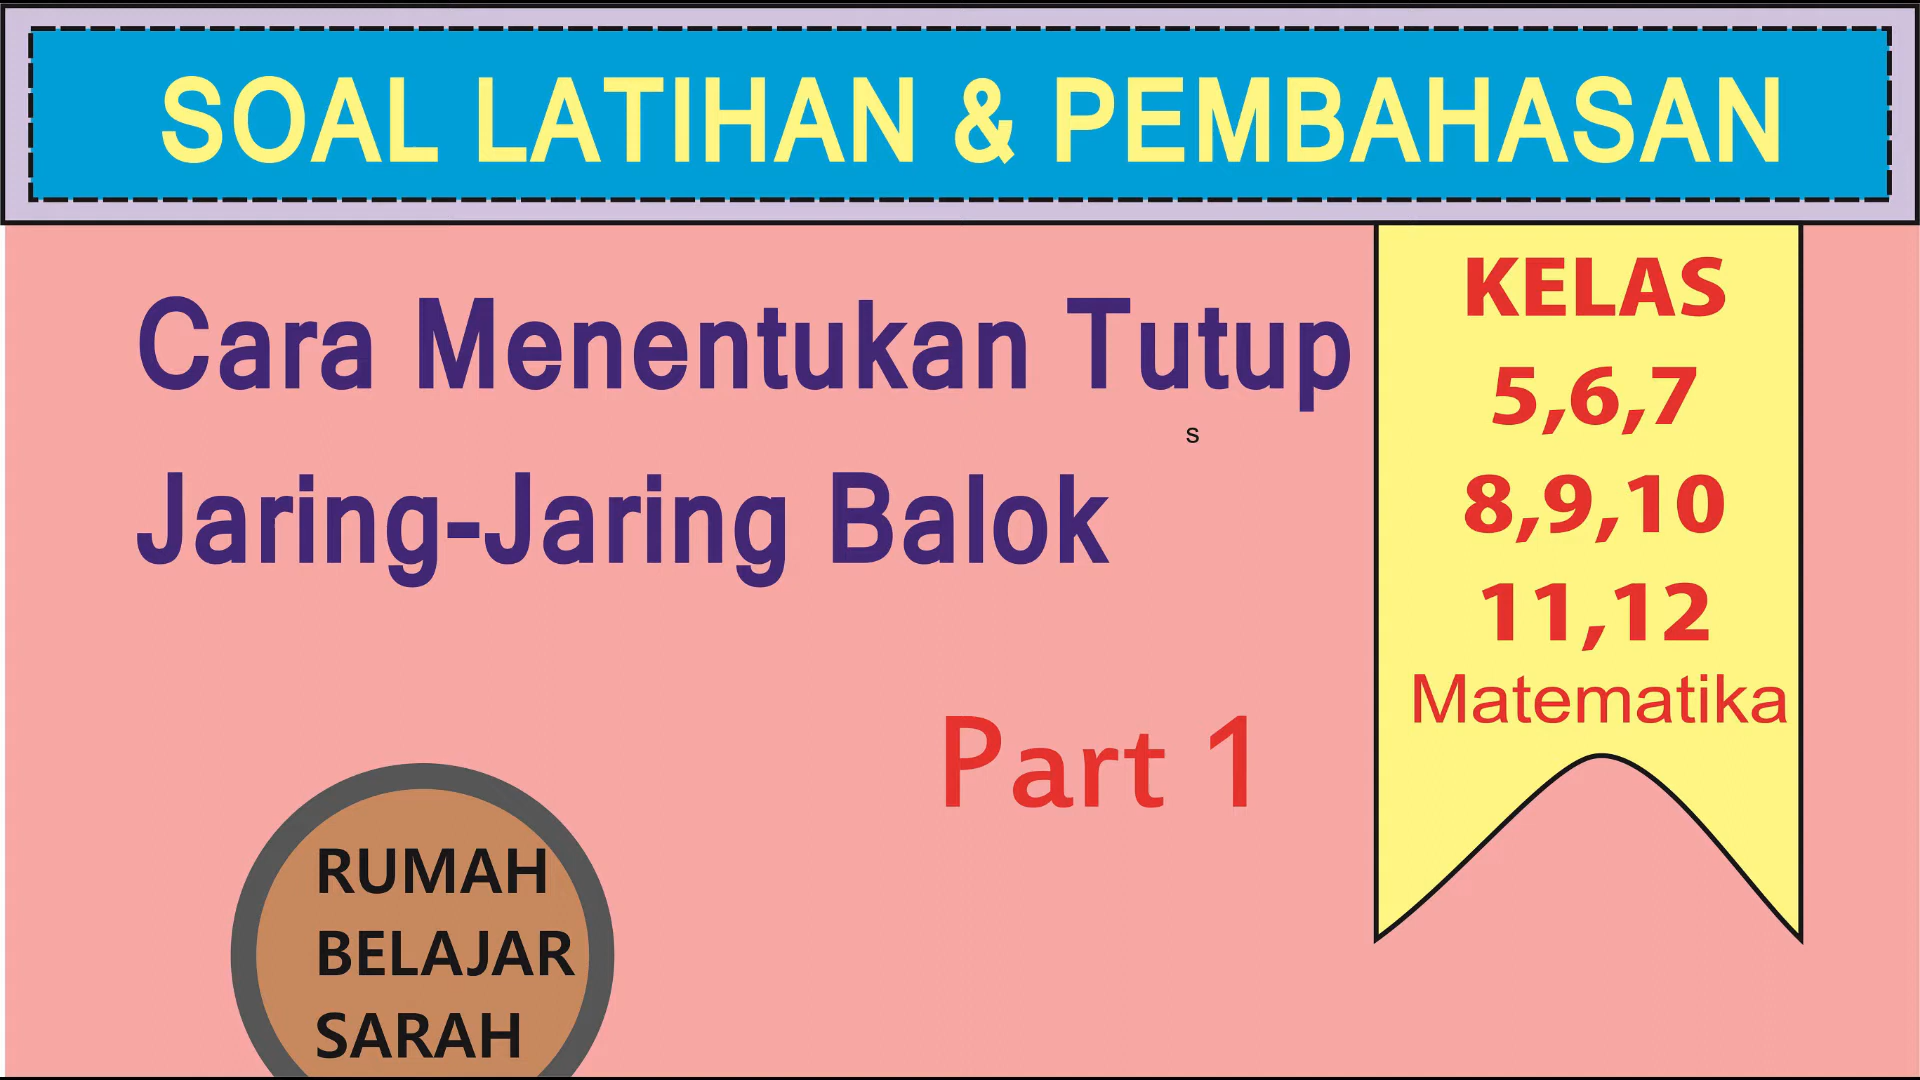 SOAL LATIHAN & PEMBAHASAN
Cara Menentukan Tutup
s
Jaring-Jaring Balok
Part 1
KELAS
5,6,7
8,9,10
11,12
Matematika
RUMAH
BELAJAR
SARAH